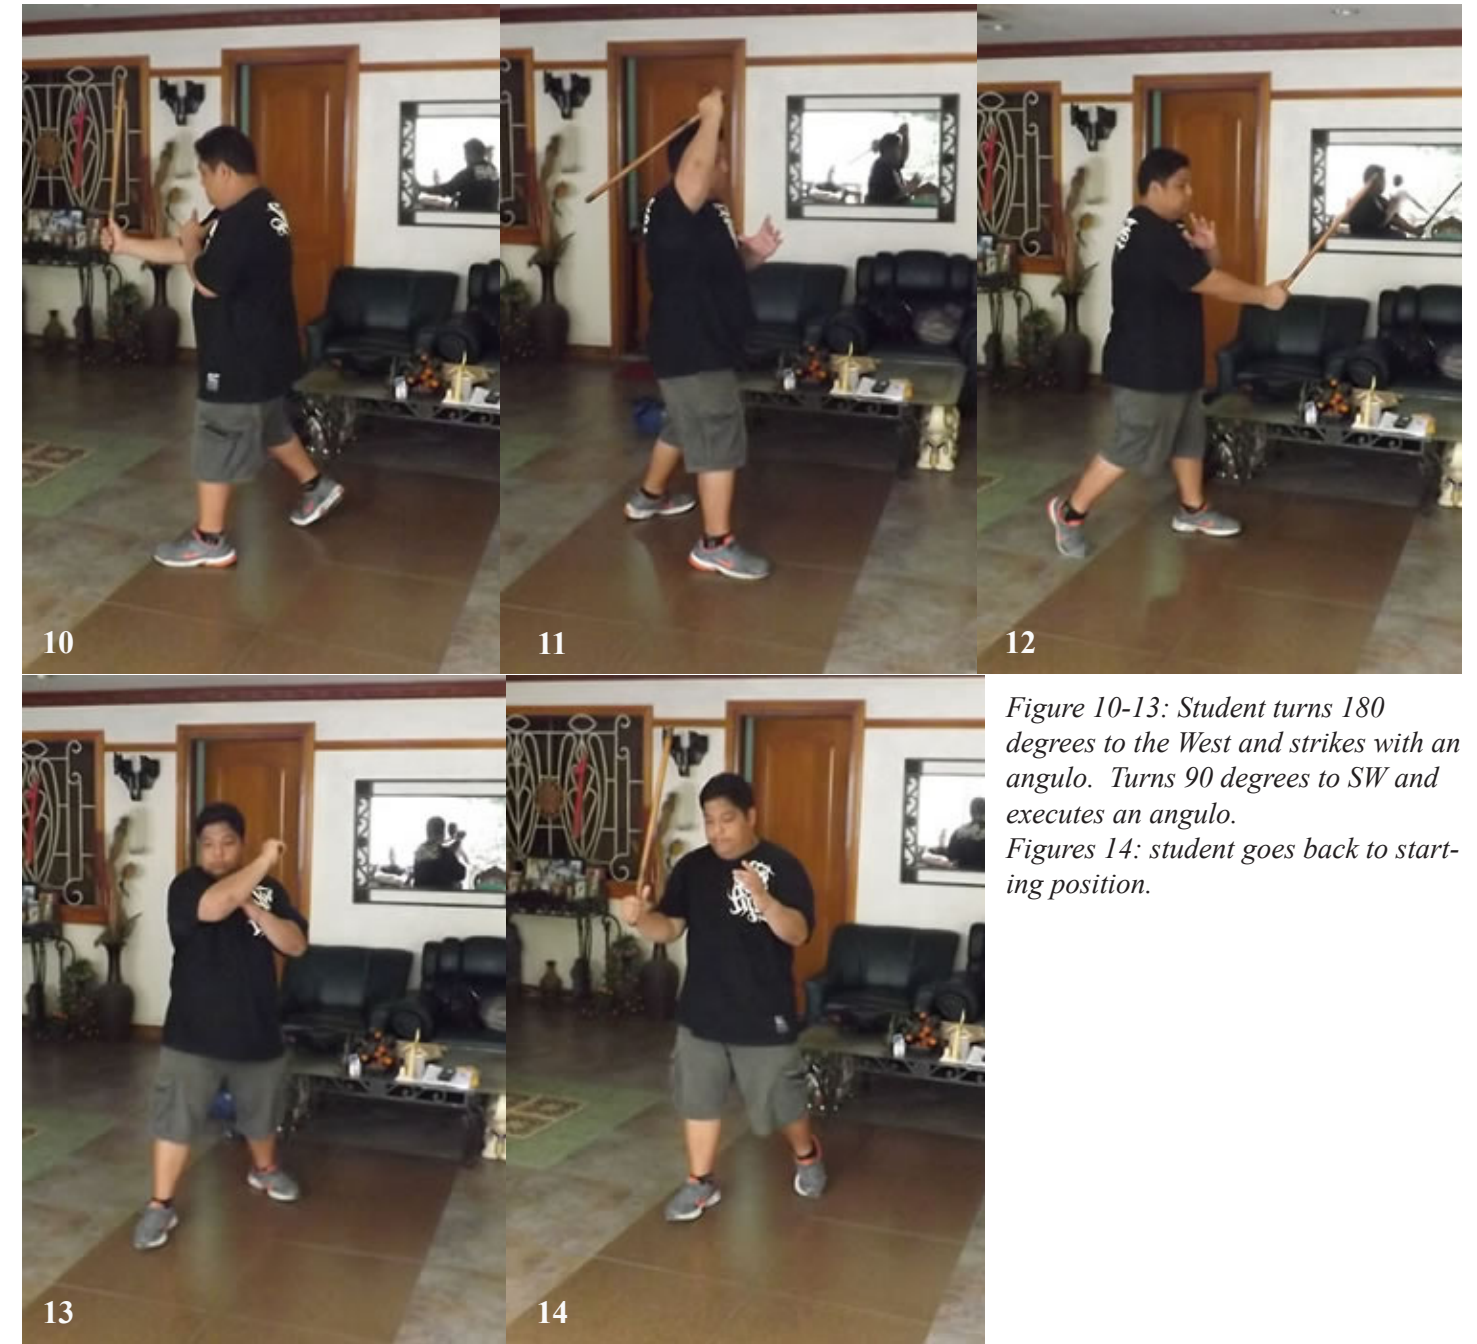 10
11
12
13
14
Figure 10-13: Student turns 180
degrees to the West and strikes with an
angulo. Turns 90 degrees to SW and
executes an angulo.
Figures 14: student goes back to start-
ing position.